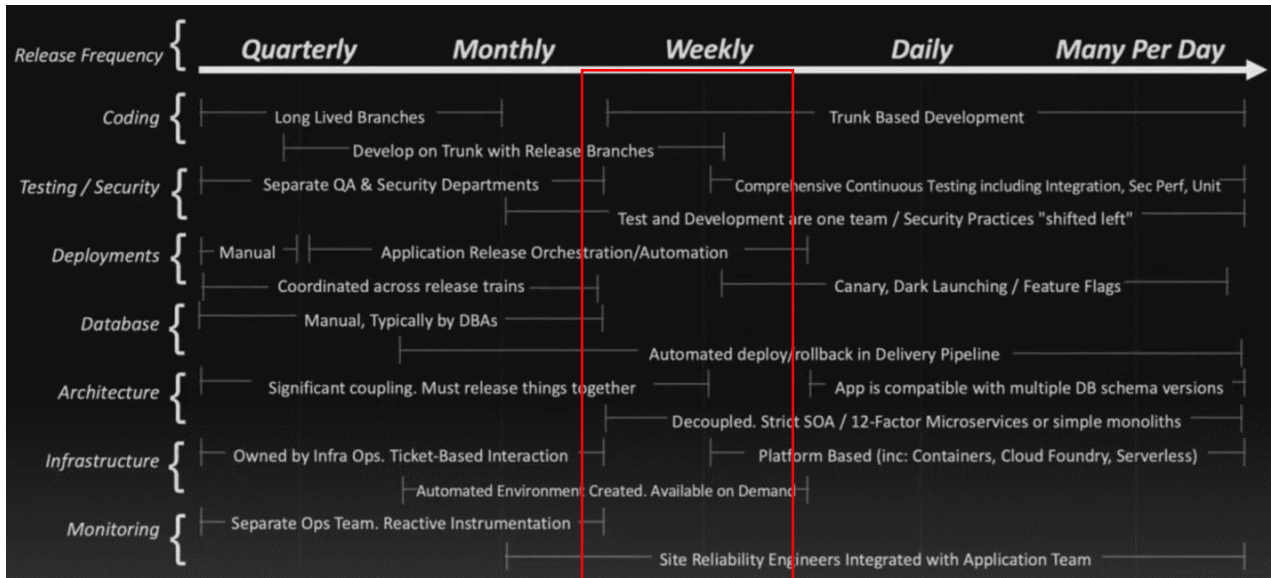 Release Frequency
Quarterly Monthly Weekly Daily Many Per Day
Coding
Long Lived Branches Trunk Based Development
Develop on Trunk with Release Branches
Testing / Security
Separate QA & Security Departments Comprehensive Continuous Testing including Integration, Sec Perf, Unit
Test and Development are one team / Security Practices "shifted left"
Deployments
Manual Application Release Orchestration/Automation
Coordinated across release trains Canary, Dark Launching / Feature Flags
Database
Manual, Typically by DBAs
Automated deploy/rollback in Delivery Pipeline
Architecture
Significant coupling. Must release things together App is compatible with multiple DB schema versions
Decoupled. Strict SOA / 12-Factor Microservices or simple monoliths
Infrastructure
Owned by Infra Ops. Ticket-Based Interaction Platform Based (inc: Containers, Cloud Foundry, Serverless)
Automated Environment Created. Available on Demand
Monitoring
Separate Ops Team. Reactive Instrumentation
Site Reliability Engineers Integrated with Application Team